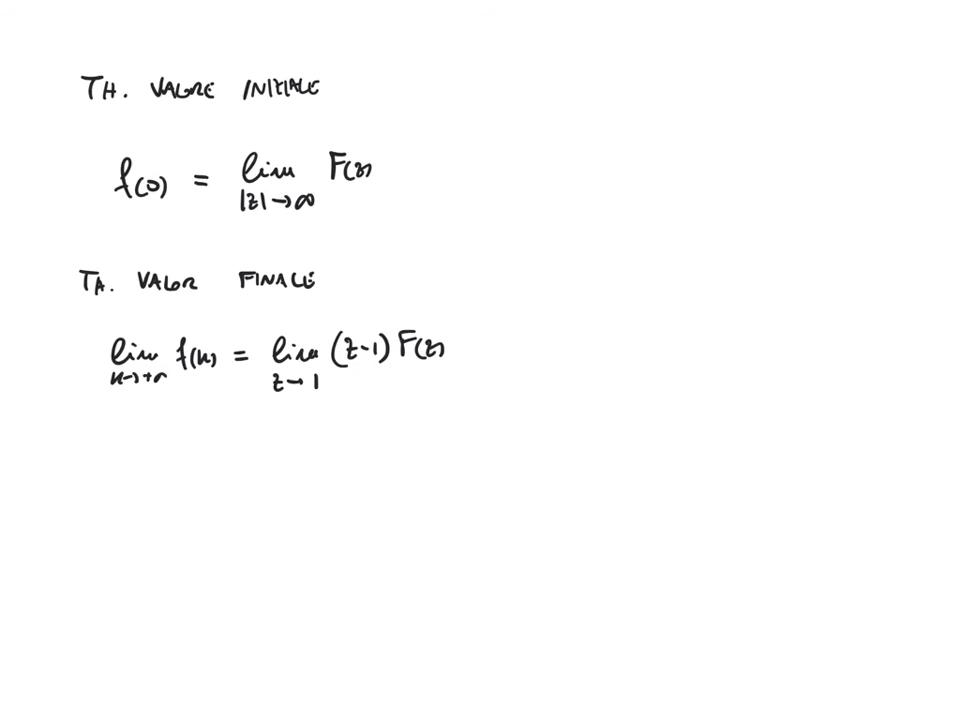 TH. VALORE INIZIALE
f(0) = lim F(z)
|z| → ∞
TH. VALOR FINALE
lim f(k) = lim (z-1) F(z)
k→+∞ z→1